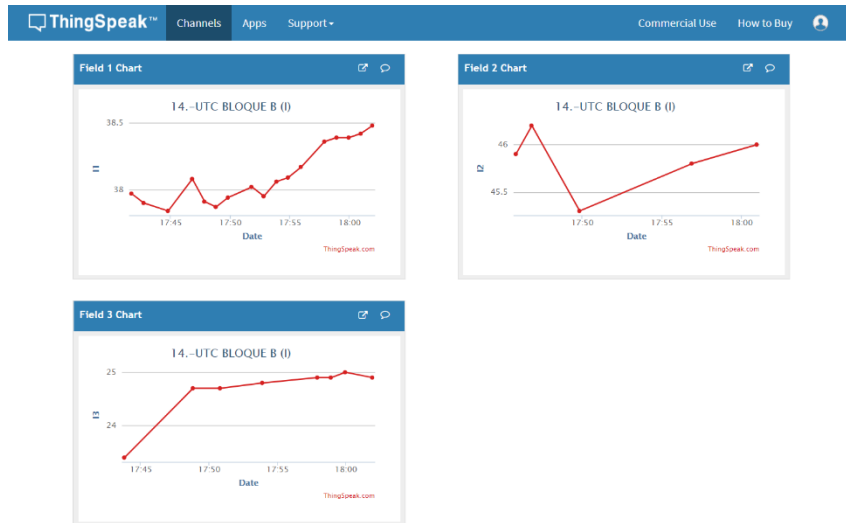 ThingSpeak™ Channels Apps Support Commercial Use How to Buy
Field 1 Chart
14.-UTC BLOQUE B (I)
38.5
I1
38
17:45 17:50 17:55 18:00
Date
ThingSpeak.com
Field 2 Chart
14.-UTC BLOQUE B (I)
46
I2
45.5
17:50 17:55 18:00
Date
ThingSpeak.com
Field 3 Chart
14.-UTC BLOQUE B (I)
25
I3
24
17:45 17:50 17:55 18:00
Date
ThingSpeak.com